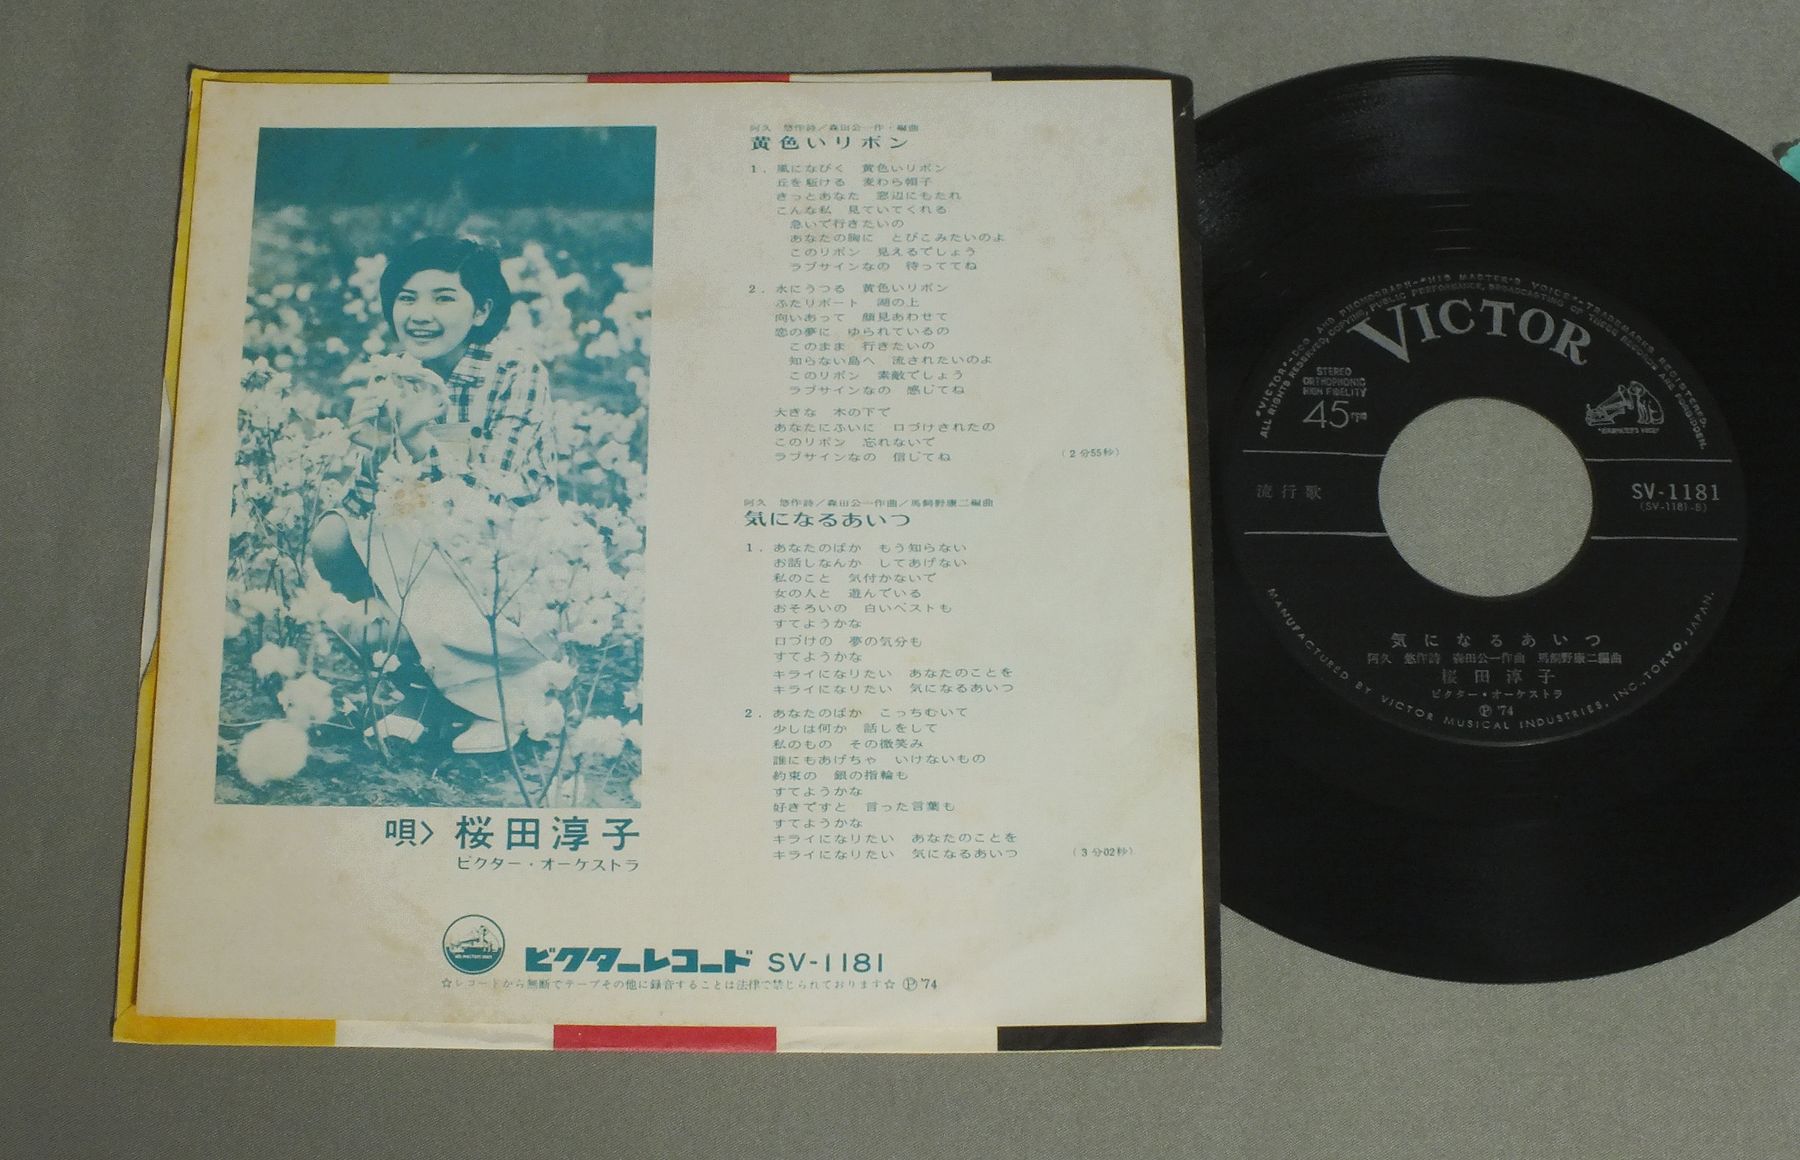 阿久　悠作詩／森田公一作・編曲
黄色いリボン
1. 風になびく　黄色いリボン
丘を駈ける　麦わら帽子
きっとあなた　窓辺にもたれ
こんな私　見ていてくれる
急いで行きたいの
あなたの胸に　とびこみたいのよ
このリボン　見えるでしょう
ラブサインなの　待っててね
2. 水にうつる　黄色いリボン
ふたりボート　湖の上
向いあって　顔見あわせて
恋の夢に　ゆられているの
このまま　行きたいの
知らない島へ　流されたいのよ
このリボン　素敵でしょう
ラブサインなの　感じてね
大きな　木の下で
あなたにふいに　口づけされたの
このリボン　忘れないで
ラブサインなの　信じてね
(2分55秒)
阿久　悠作詩／森田公一作曲／馬飼野康二編曲
気になるあいつ
1. あなたのばか　もう知らない
お話しなんか　してあげない
私のこと　気付かないで
女の人と　遊んでいる
おそろいの　白いベストも
すてようかな
口づけの　夢の気分も
すてようかな
キライになりたい　あなたのことを
キライになりたい　気になるあいつ
2. あなたのばか　こっちむいて
少しは何か　話しをして
私のもの　その微笑み
誰にもあげちゃ　いけないもの
約束の　銀の指輪も
すてようかな
好きですと　言った言葉も
すてようかな
キライになりたい　あなたのことを
キライになりたい　気になるあいつ
(3分02秒)
唄〉桜田淳子
ビクター・オーケストラ
ビクターレコード SV-1181
☆レコードから無断でテープその他に録音することは法律で禁じられております☆ Ⓟ'74
"VICTOR"-DOG AND PHONOGRAPH-"HIS MASTER'S VOICE"-TRADEMARKS REGISTERED.
ALL RIGHTS RESERVED, COPYING, PUBLIC PERFORMANCE, BROADCASTING OF THESE RECORDS ARE FORBIDDEN.
VICTOR
STEREO
ORTHOPHONIC
HIGH FIDELITY
45
"HIS MASTER'S VOICE"
流行歌
SV-1181
(SV-1181-B)
気になるあいつ
阿久　悠作詩　森田公一作曲　馬飼野康二編曲
桜田淳子
ビクター・オーケストラ
Ⓟ '74
MANUFACTURED BY VICTOR MUSICAL INDUSTRIES, INC., TOKYO, JAPAN.